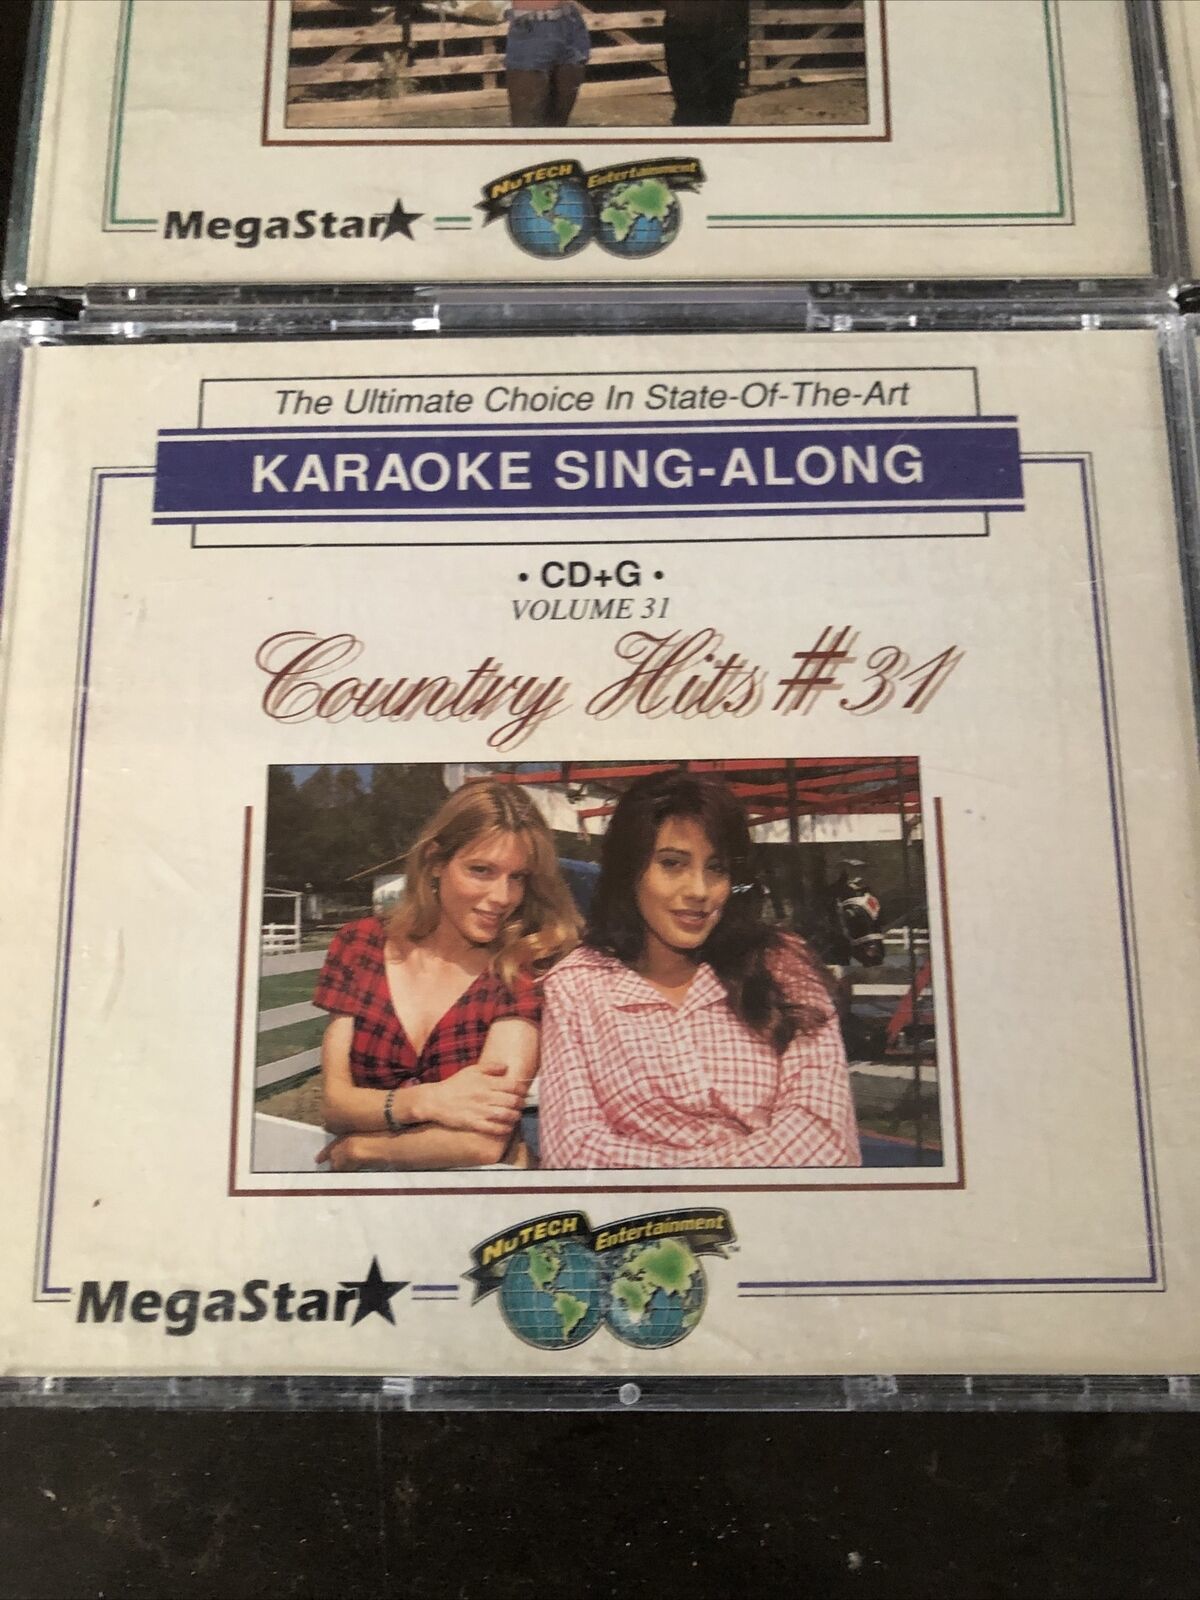 MegaStar
NuTECH Entertainment
The Ultimate Choice In State-Of-The-Art
KARAOKE SING-ALONG
• CD+G •
VOLUME 31
Country Hits #31
NuTECH Entertainment™
MegaStar